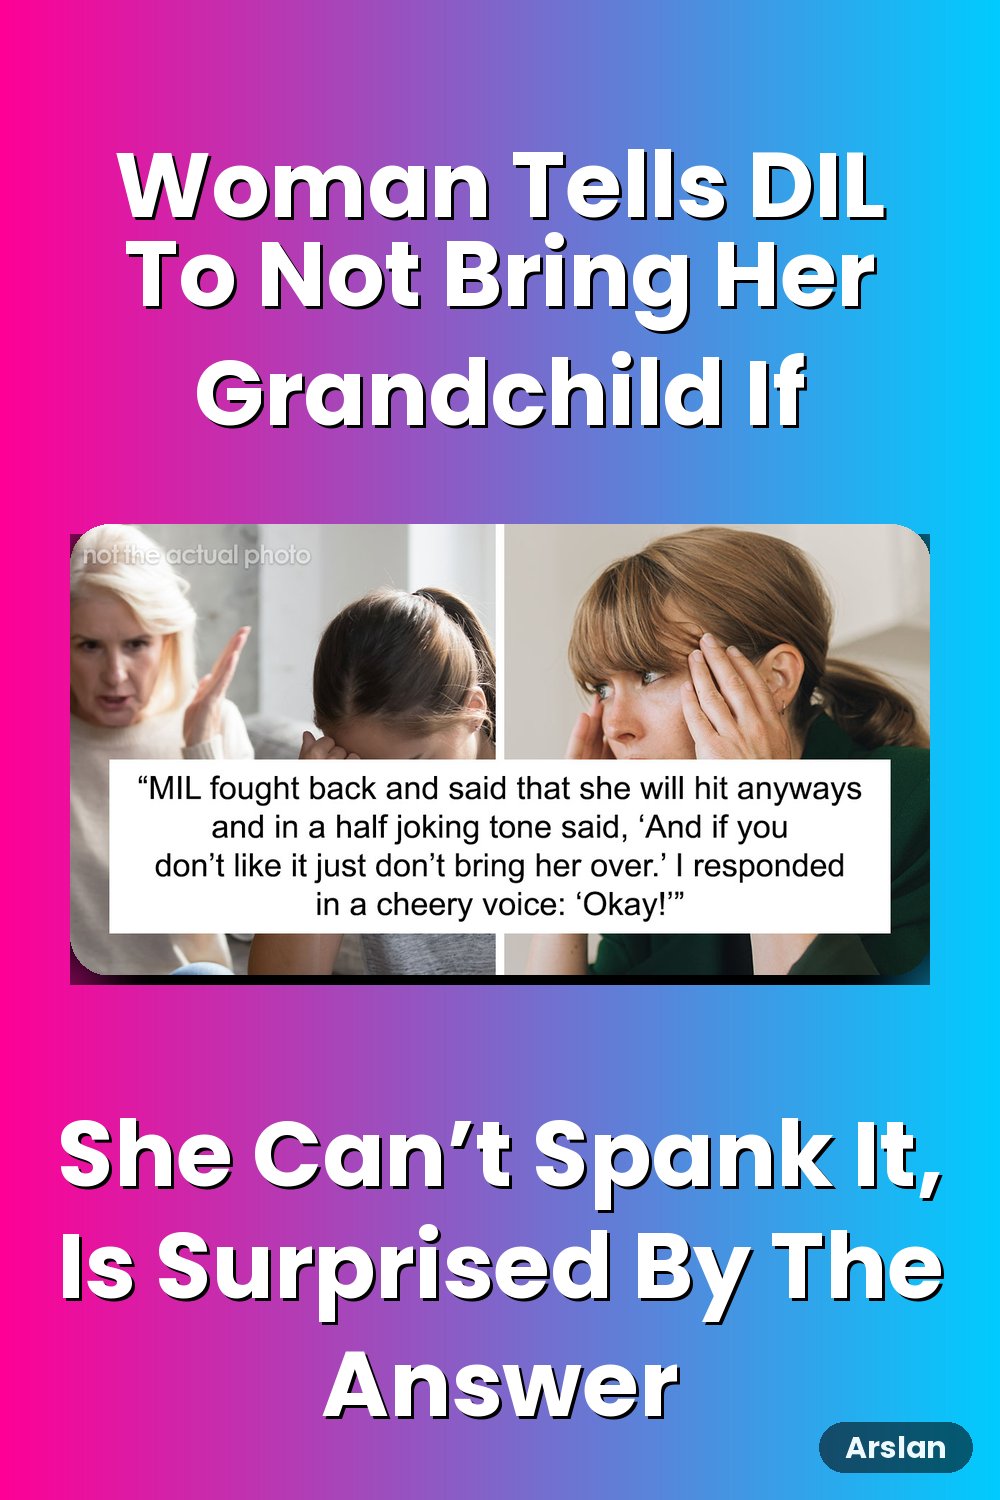 Woman Tells DIL
To Not Bring Her
Grandchild If
not the actual photo
“MIL fought back and said that she will hit anyways
and in a half joking tone said, ‘And if you
don’t like it just don’t bring her over.’ I responded
in a cheery voice: ‘Okay!’”
She Can’t Spank It,
Is Surprised By The
Answer
Arslan